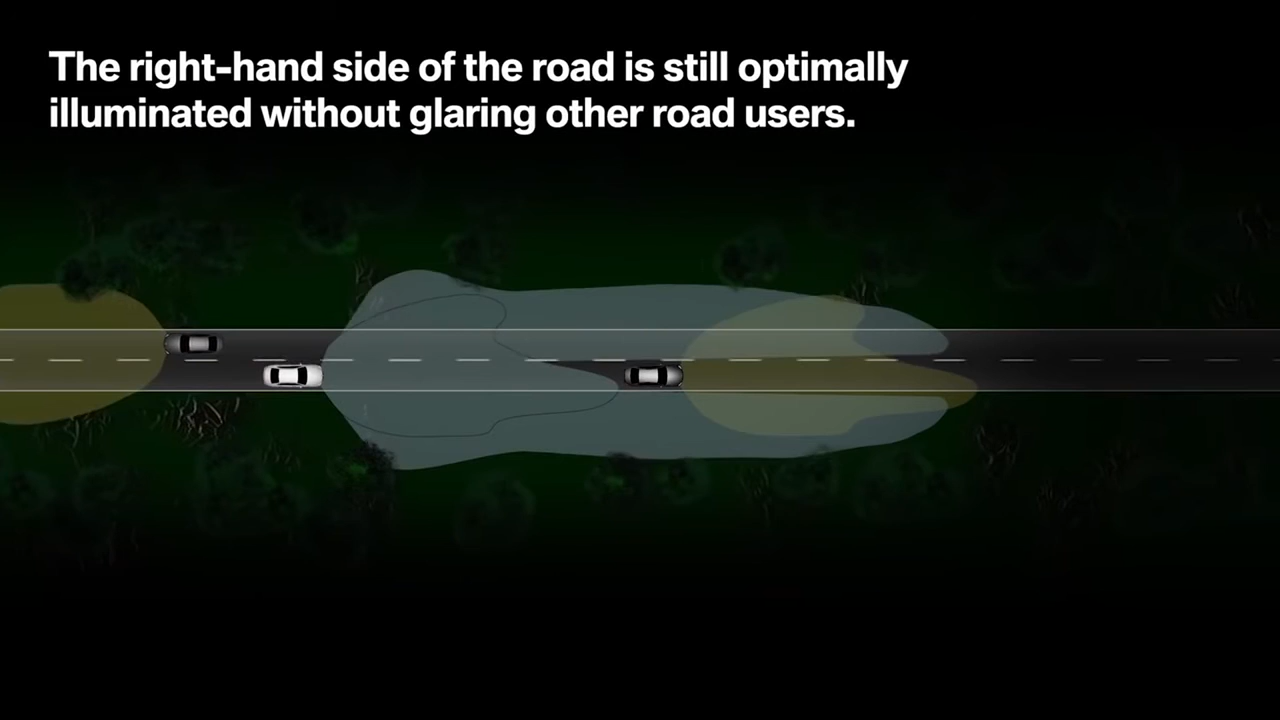 The right-hand side of the road is still optimally
illuminated without glaring other road users.